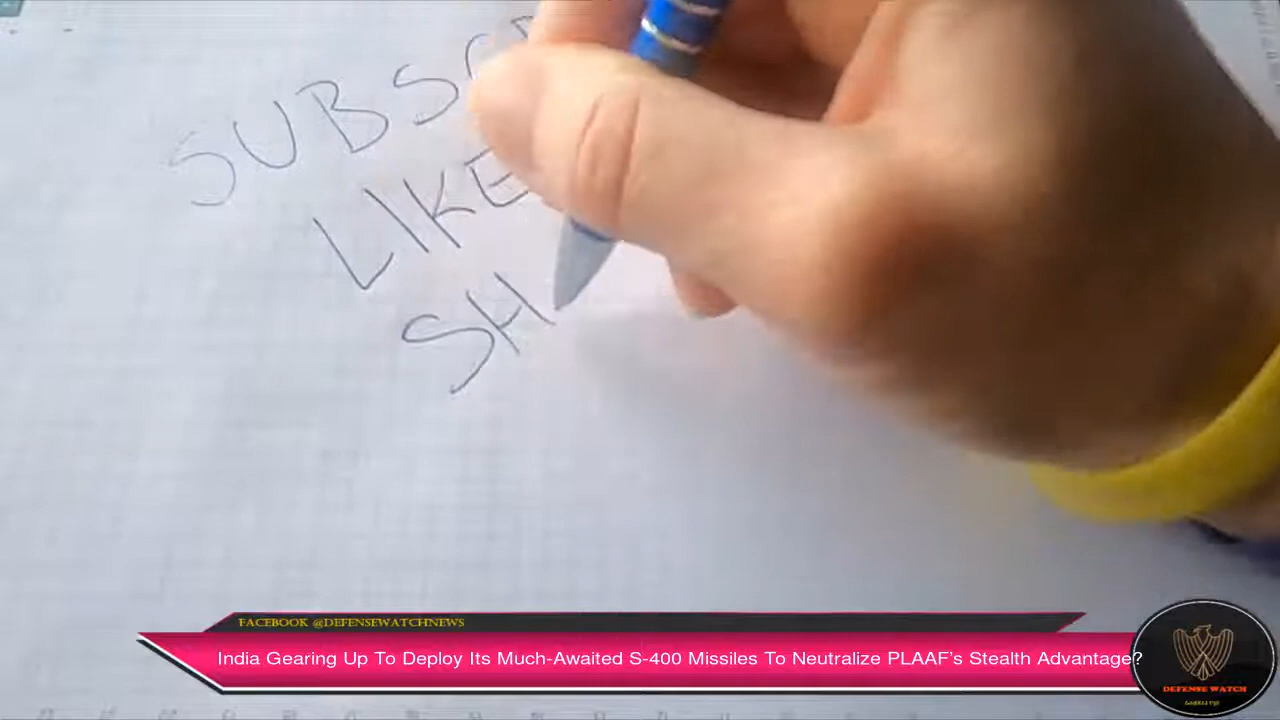 SUBSC
LIKE
SH
FACEBOOK @DEFENSEWATCHNEWS
India Gearing Up To Deploy Its Much-Awaited S-400 Missiles To Neutralize PLAAF's Stealth Advantage?
DEFENSE WATCH